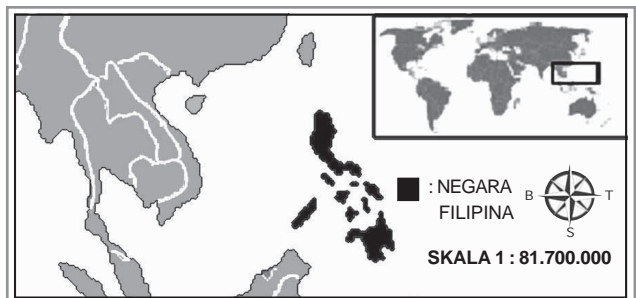 : NEGARA
FILIPINA
B
T
S
SKALA 1 : 81.700.000